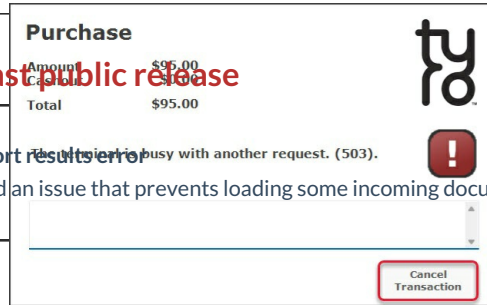 Purchase
tyro
Amount $95.00
st public release
Cashout $0.00
Total $95.00
The terminal is busy with another request. (503).
ort results error
d an issue that prevents loading some incoming docu
Cancel
Transaction